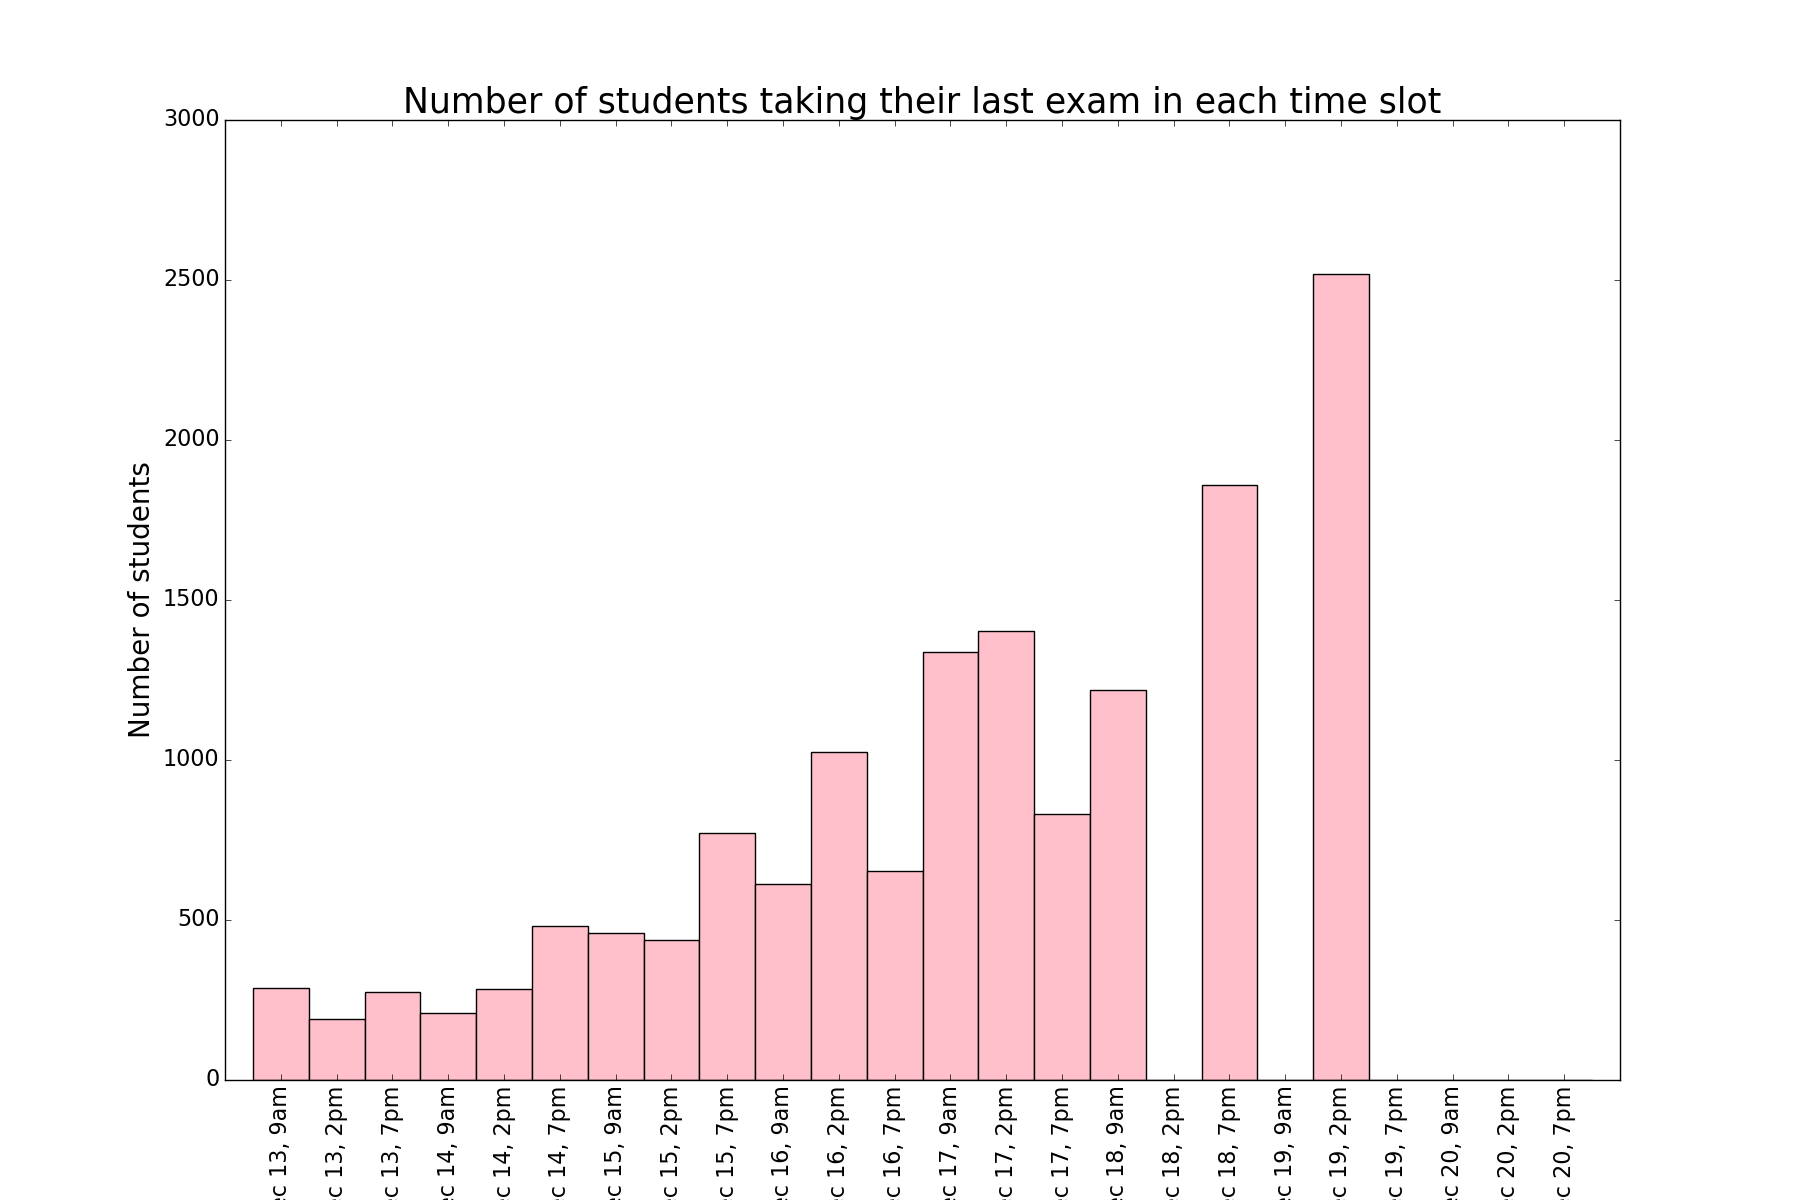 Number of students taking their last exam in each time slot
Number of students
3000
2500
2000
1500
1000
500
0
c 13, 9am
c 13, 2pm
c 13, 7pm
c 14, 9am
c 14, 2pm
c 14, 7pm
c 15, 9am
c 15, 2pm
c 15, 7pm
c 16, 9am
c 16, 2pm
c 16, 7pm
c 17, 9am
c 17, 2pm
c 17, 7pm
c 18, 9am
c 18, 2pm
c 18, 7pm
c 19, 9am
c 19, 2pm
c 19, 7pm
c 20, 9am
c 20, 2pm
c 20, 7pm